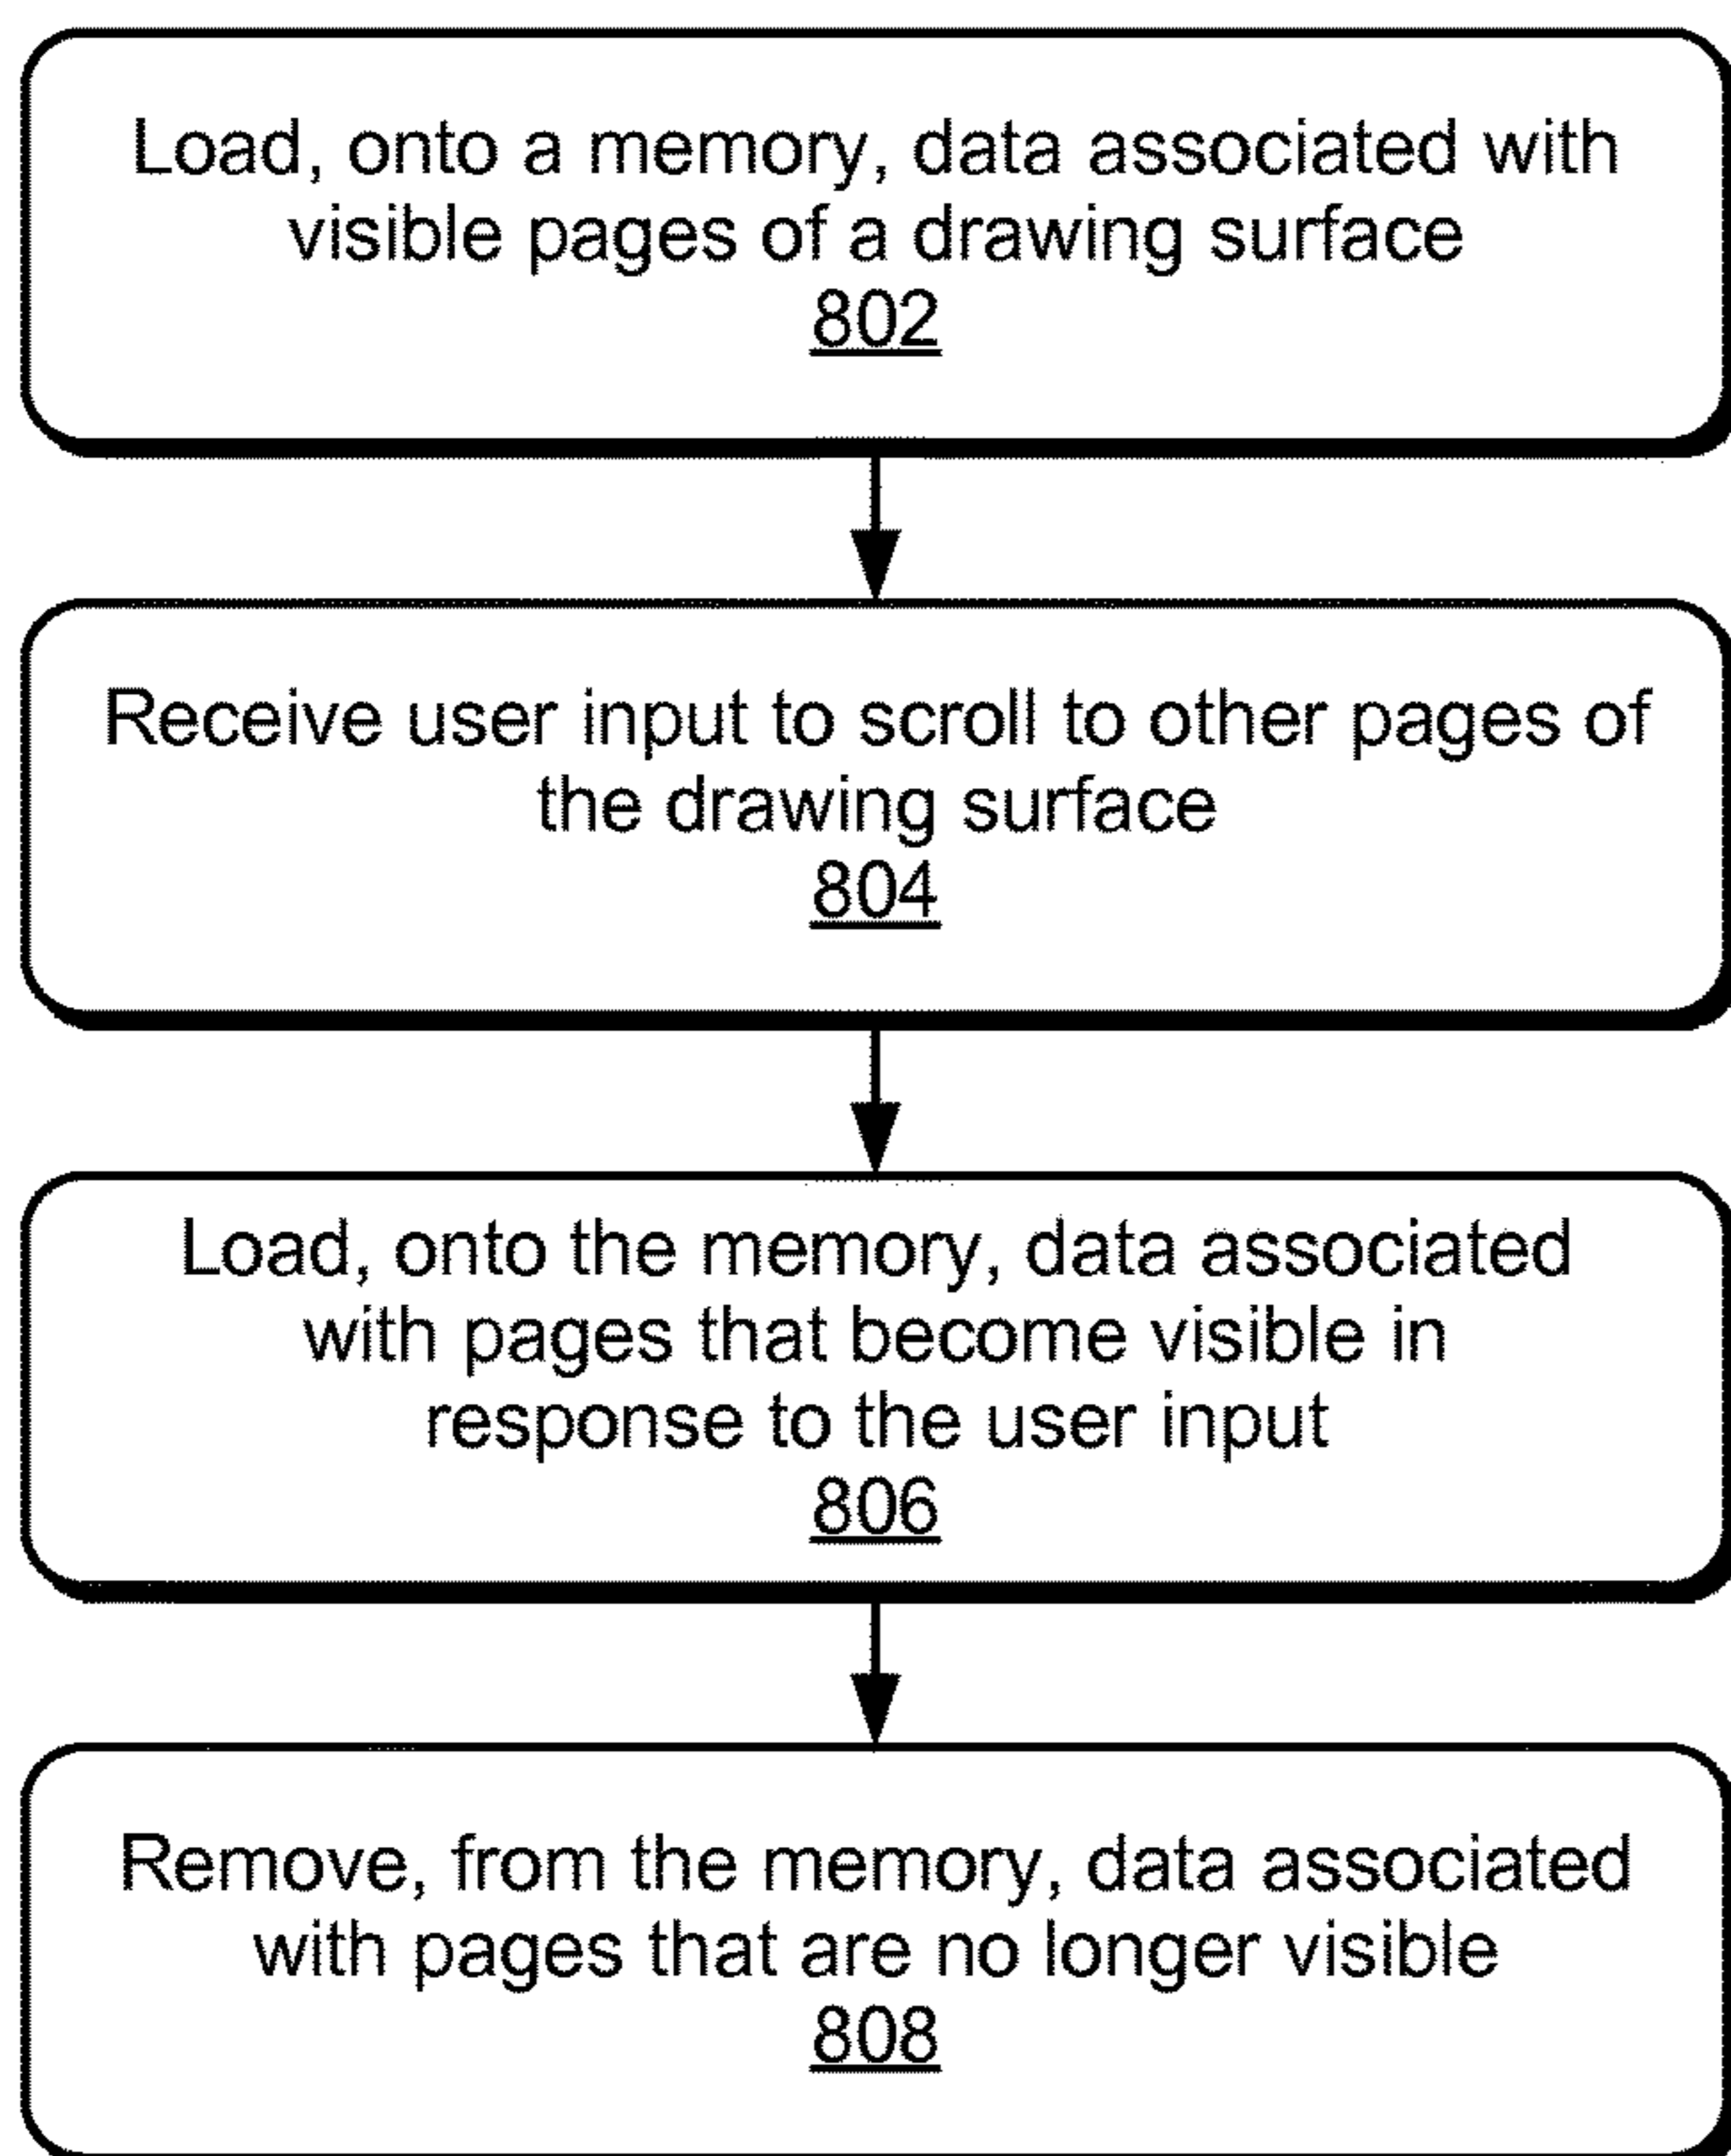 Load, onto a memory, data associated with
visible pages of a drawing surface
802
Receive user input to scroll to other pages of
the drawing surface
804
Load, onto the memory, data associated
with pages that become visible in
response to the user input
806
Remove, from the memory, data associated
with pages that are no longer visible
808